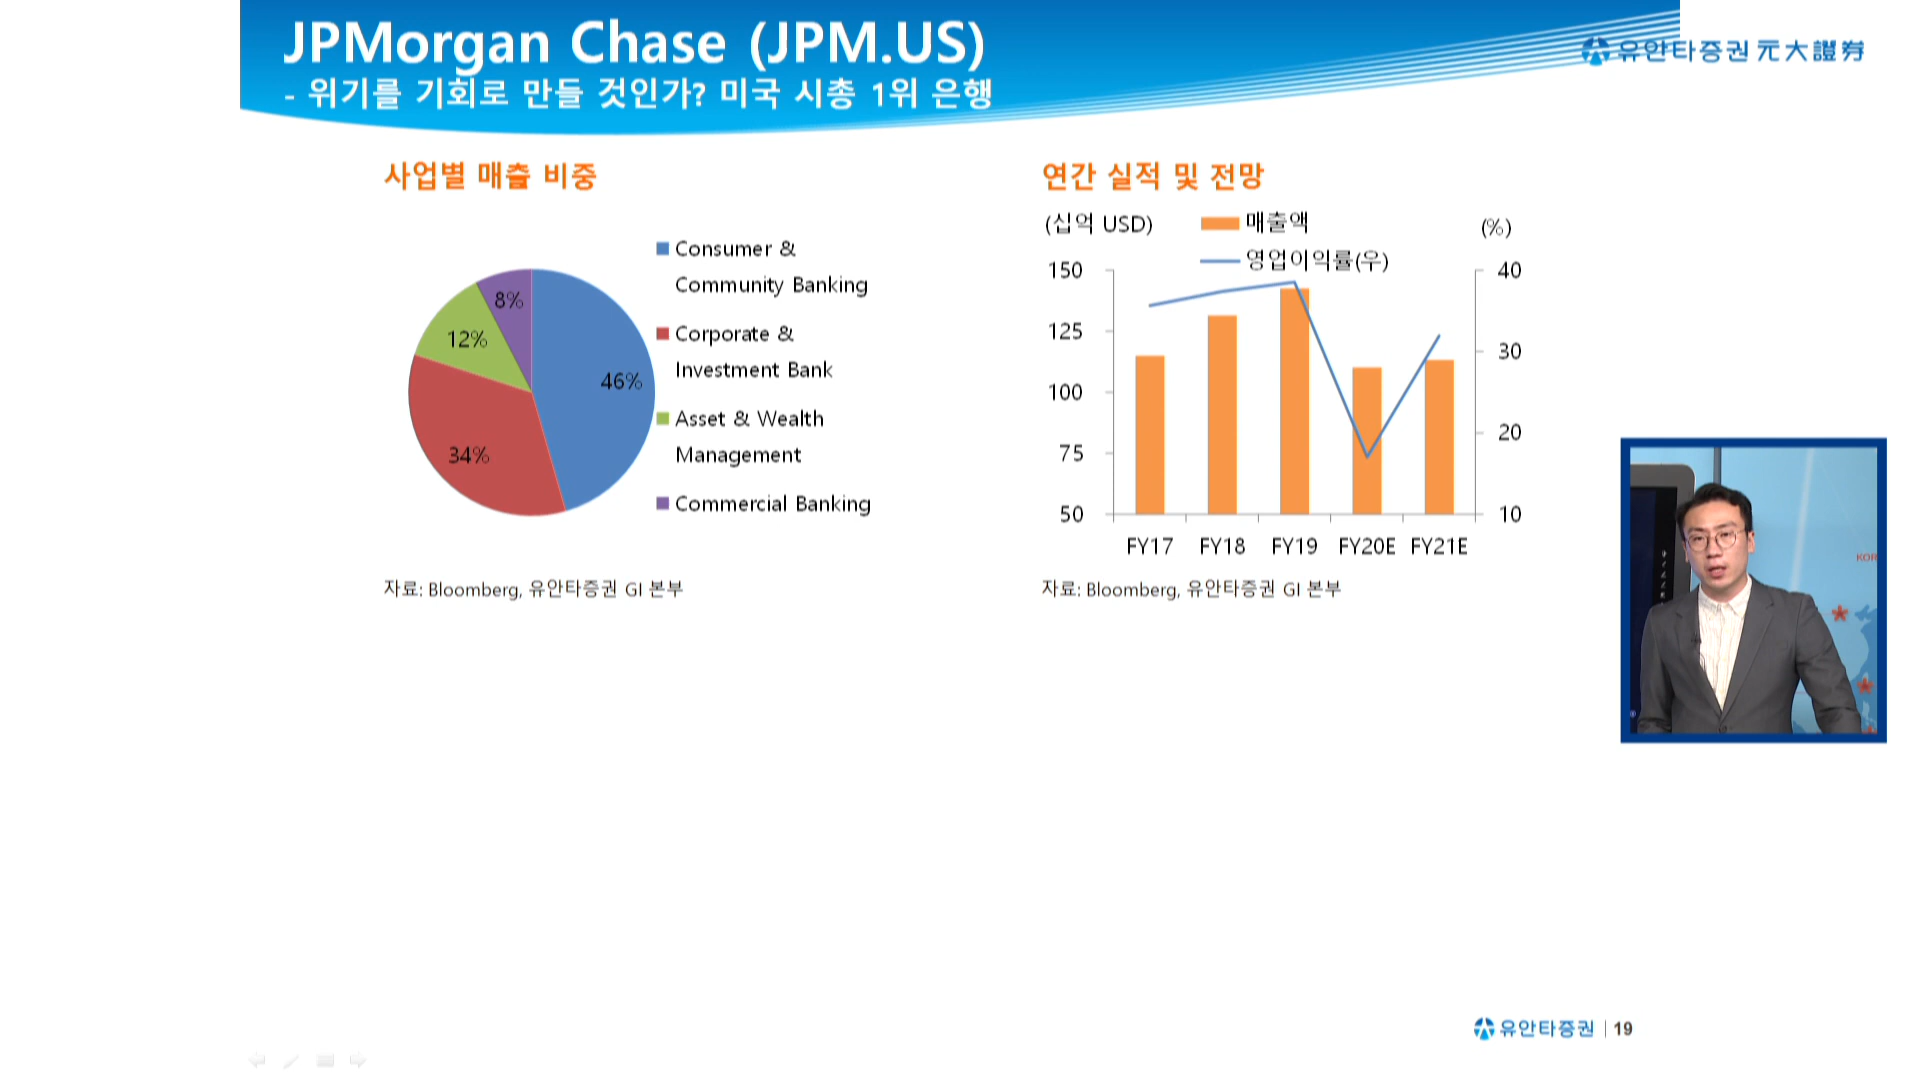 JPMorgan Chase (JPM.US)
- 위기를 기회로 만들 것인가? 미국 시총 1위 은행
유안타증권 元大證券
사업별 매출 비중
8%
12%
46%
34%
Consumer &
Community Banking
Corporate &
Investment Bank
Asset & Wealth
Management
Commercial Banking
자료: Bloomberg, 유안타증권 GI 본부
연간 실적 및 전망
(십억 USD)
매출액
(%)
영업이익률(우)
150
40
125
30
100
20
75
50
10
FY17 FY18 FY19 FY20E FY21E
자료: Bloomberg, 유안타증권 GI 본부
KOR
유안타증권 | 19